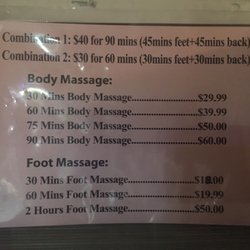 Combination 1: $40 for 90 mins (45mins feet+45mins back)
Combination 2: $30 for 60 mins (30mins feet+30mins back)
Body Massage:
30 Mins Body Massage..............................$29.99
60 Mins Body Massage..............................$39.99
75 Mins Body Massage..............................$50.00
90 Mins Body Massage..............................$60.00
Foot Massage:
30 Mins Foot Massage..............................$18.00
60 Mins Foot Massage..............................$19.99
2 Hours Foot Massage..............................$50.00